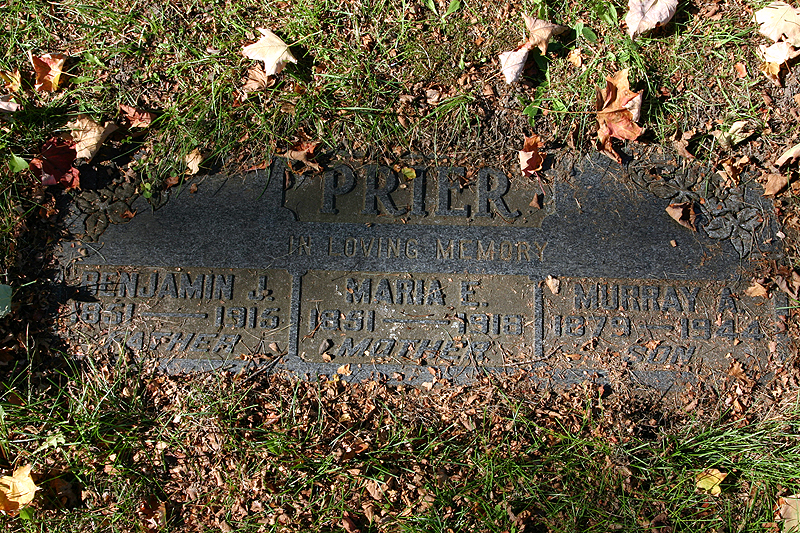 PRIER
IN LOVING MEMORY
BENJAMIN J. MARIA E. MURRAY A.
1851 — 1915 1851 — 1918 1879 — 1944
FATHER MOTHER SON